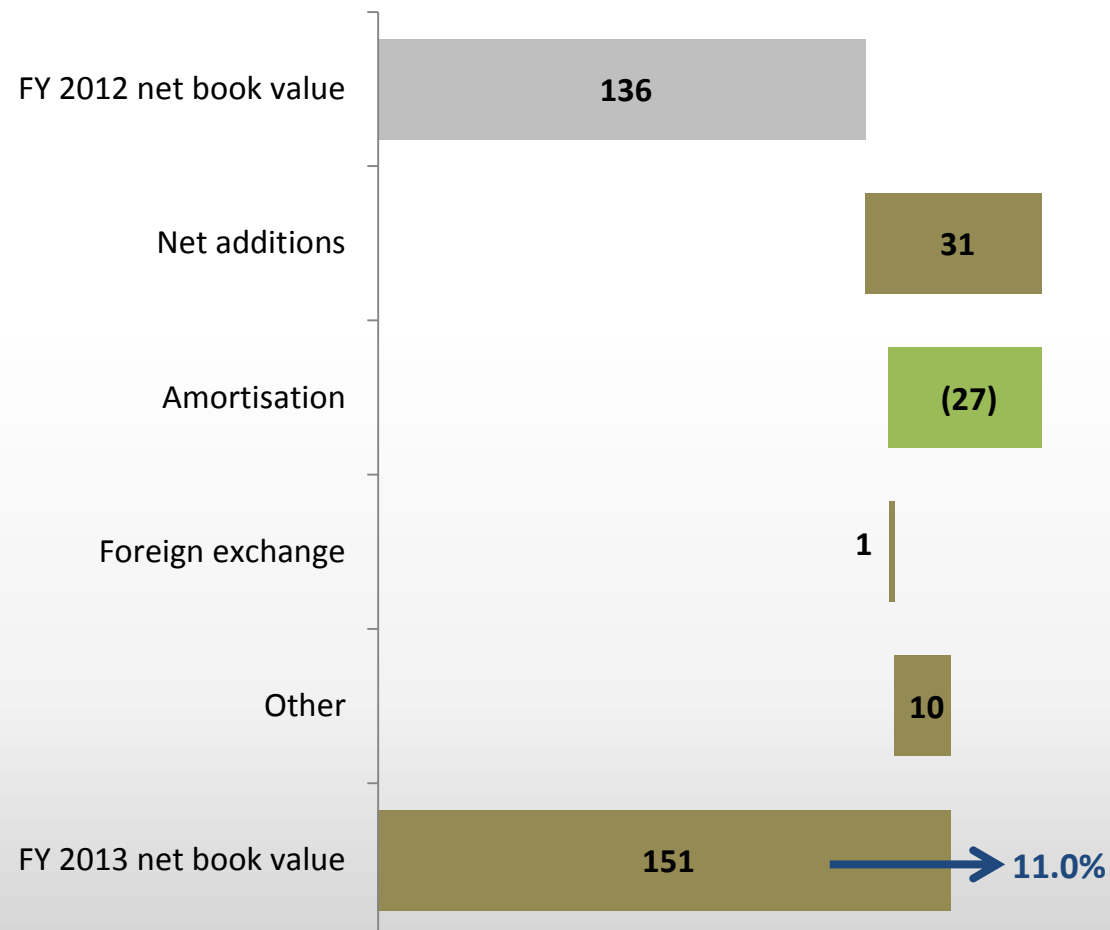 FY 2012 net book value
136
Net additions
31
Amortisation
(27)
Foreign exchange
1
Other
10
FY 2013 net book value
151
11.0%